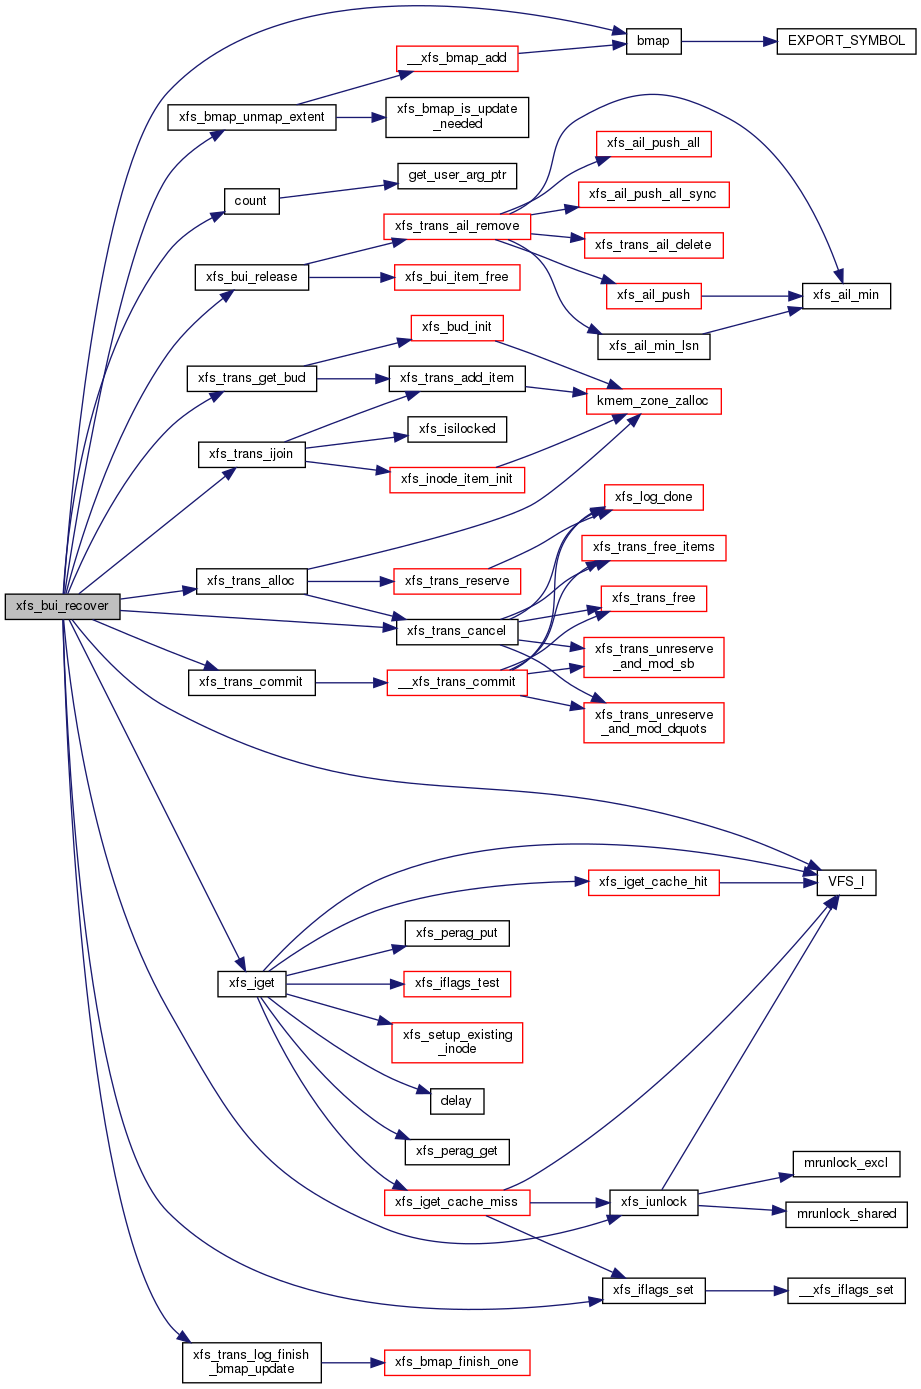 bmap
EXPORT_SYMBOL
__xfs_bmap_add
xfs_bmap_unmap_extent
xfs_bmap_is_update
_needed
xfs_ail_push_all
get_user_arg_ptr
count
xfs_ail_push_all_sync
xfs_trans_ail_remove
xfs_trans_ail_delete
xfs_bui_release
xfs_bui_item_free
xfs_ail_push
xfs_ail_min
xfs_bud_init
xfs_ail_min_lsn
xfs_trans_get_bud
xfs_trans_add_item
kmem_zone_zalloc
xfs_isilocked
xfs_trans_ijoin
xfs_inode_item_init
xfs_log_done
xfs_trans_free_items
xfs_trans_alloc
xfs_trans_reserve
xfs_trans_free
xfs_bui_recover
xfs_trans_cancel
xfs_trans_unreserve
_and_mod_sb
xfs_trans_commit
__xfs_trans_commit
xfs_trans_unreserve
_and_mod_dquots
xfs_iget_cache_hit
VFS_I
xfs_perag_put
xfs_iget
xfs_iflags_test
xfs_setup_existing
_inode
delay
xfs_perag_get
mrunlock_excl
xfs_iget_cache_miss
xfs_iunlock
mrunlock_shared
xfs_iflags_set
__xfs_iflags_set
xfs_trans_log_finish
_bmap_update
xfs_bmap_finish_one